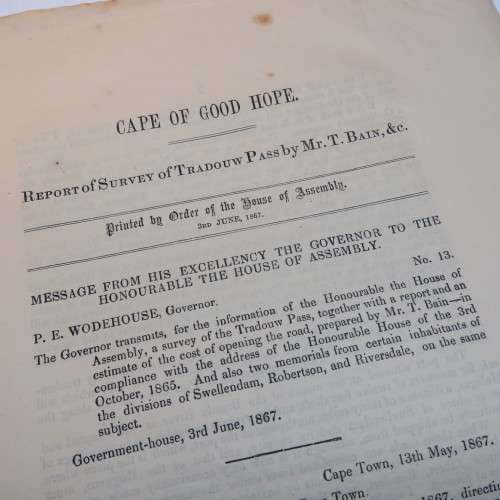 CAPE OF GOOD HOPE.
REPORT of SURVEY of TRADOUW PASS by MR. T. BAIN, &c.
Printed by Order of the House of Assembly.
3RD JUNE, 1867.
MESSAGE FROM HIS EXCELLENCY THE GOVERNOR TO THE
HONOURABLE THE HOUSE OF ASSEMBLY.
No. 13.
P. E. WODEHOUSE, Governor.
The Governor transmits, for the information of the Honourable the House of
Assembly, a survey of the Tradouw Pass, together with a report and an
estimate of the cost of opening the road, prepared by Mr. T. Bain—in
compliance with the address of the Honourable House of the 3rd
October, 1865. And also two memorials from certain inhabitants of
the divisions of Swellendam, Robertson, and Riversdale, on the same
subject.
Government-house, 3rd June, 1867.
Cape Town, 13th May, 1867.
Town,
1867, directin